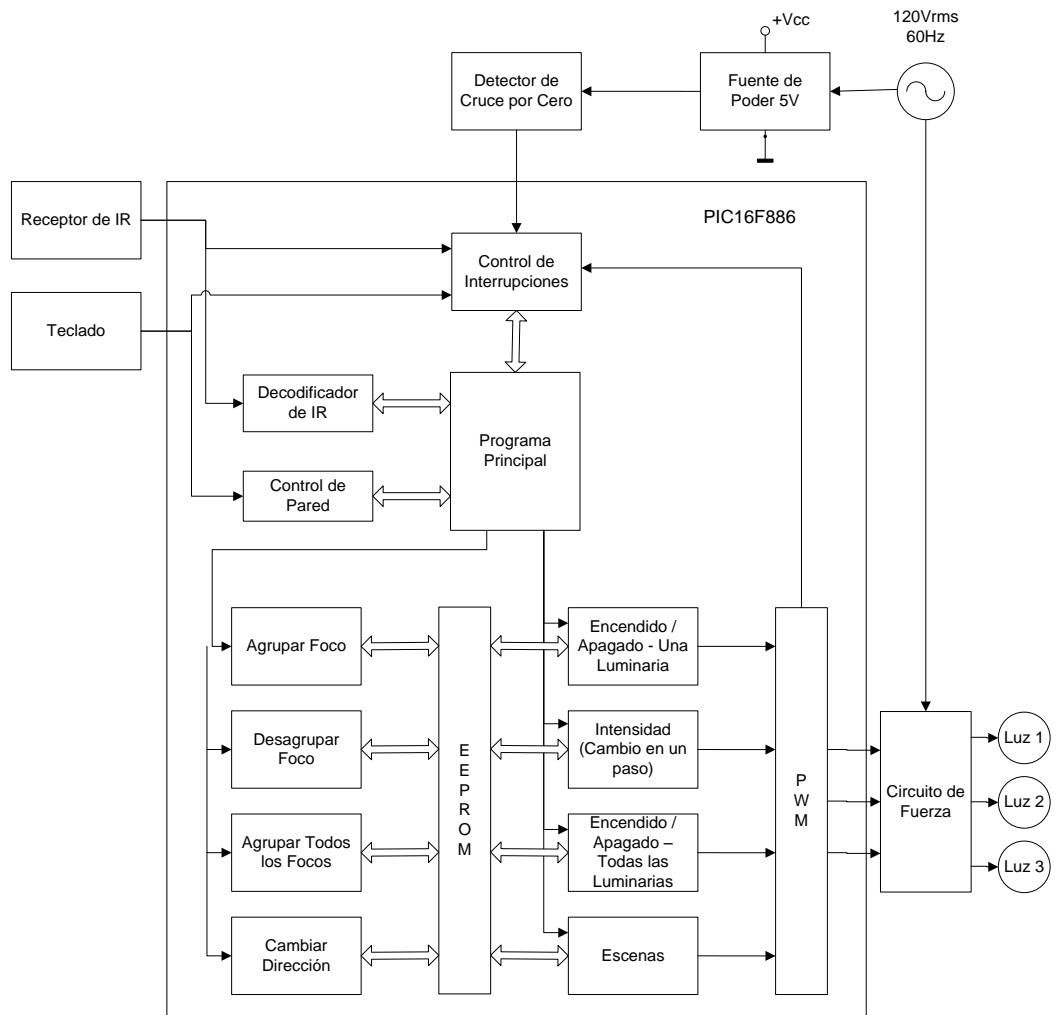 +Vcc
120Vrms
60Hz
Detector de
Cruce por Cero
Fuente de
Poder 5V
Receptor de IR
PIC16F886
Control de
Interrupciones
Teclado
Decodificador
de IR
Programa
Principal
Control de
Pared
Agrupar Foco
EEPROM
Encendido /
Apagado - Una
Luminaria
Desagrupar
Foco
Intensidad
(Cambio en un
paso)
PWM
Circuito de
Fuerza
Luz 1
Luz 2
Luz 3
Agrupar Todos
los Focos
Encendido /
Apagado –
Todas las
Luminarias
Cambiar
Dirección
Escenas